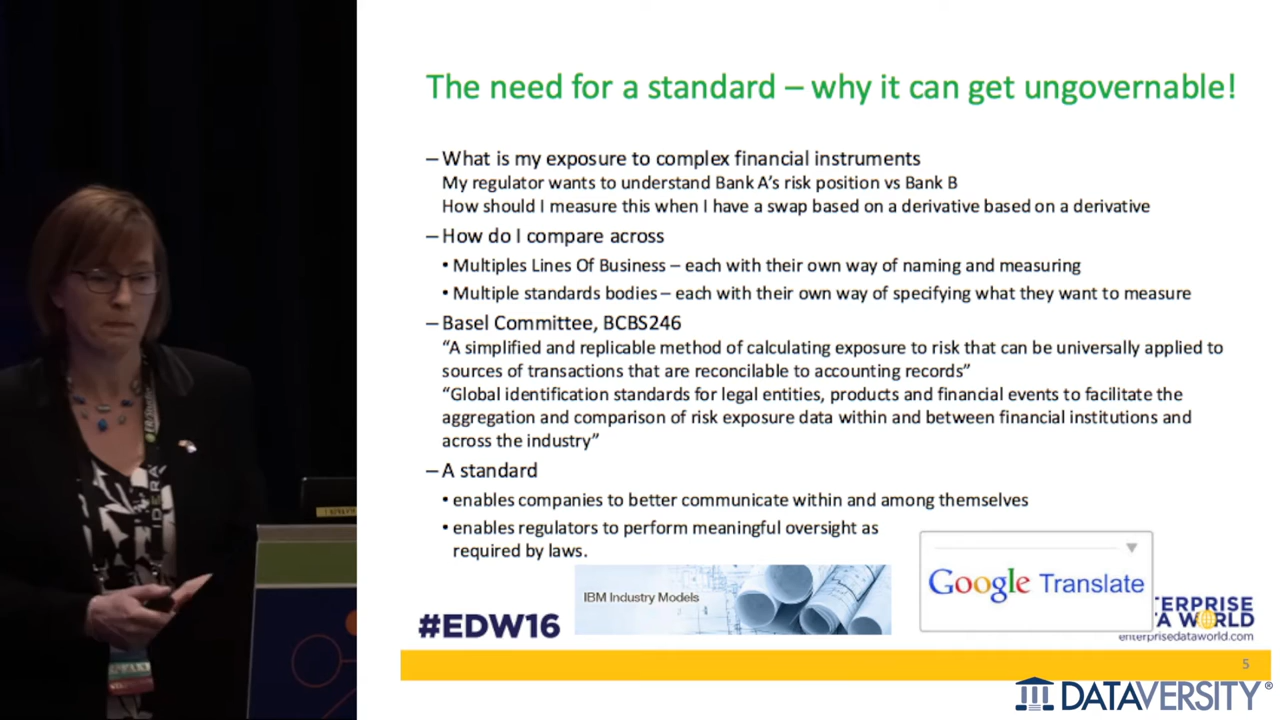 The need for a standard – why it can get ungovernable!
– What is my exposure to complex financial instruments
My regulator wants to understand Bank A's risk position vs Bank B
How should I measure this when I have a swap based on a derivative based on a derivative
– How do I compare across
• Multiples Lines Of Business – each with their own way of naming and measuring
• Multiple standards bodies – each with their own way of specifying what they want to measure
– Basel Committee, BCBS246
“A simplified and replicable method of calculating exposure to risk that can be universally applied to
sources of transactions that are reconcilable to accounting records”
“Global identification standards for legal entities, products and financial events to facilitate the
aggregation and comparison of risk exposure data within and between financial institutions and
across the industry”
– A standard
• enables companies to better communicate within and among themselves
• enables regulators to perform meaningful oversight as
required by laws.
IBM Industry Models
Google Translate
#EDW16
TERPRISE
TA WORLD
enterprisedataworld.com
5
DATAVERSITY®
IDERA